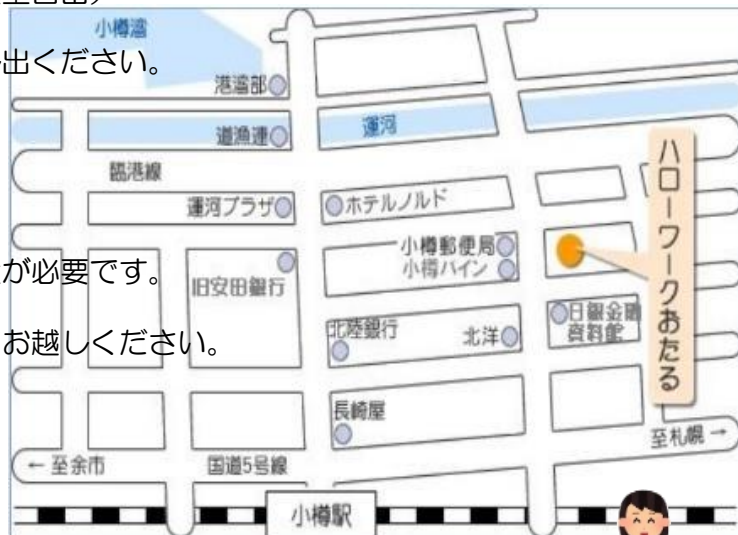 小樽湾
出ください。
港湾部
道漁連
運河
臨港線
運河プラザ
ホテルノルド
ハローワークおたる
小樽郵便局
小樽バイン
が必要です。
旧安田銀行
お越しください。
北陸銀行
北洋
日銀金融
資料館
長崎屋
至札幌 →
← 至余市
国道5号線
小樽駅